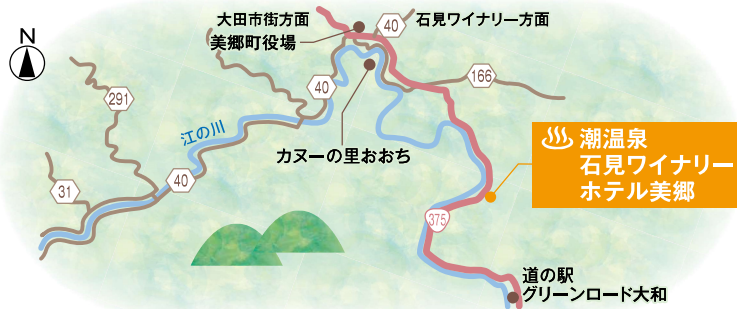 N
大田市街方面
40
石見ワイナリー方面
美郷町役場
166
40
291
江の川
カヌーの里おおち
潮温泉
石見ワイナリー
ホテル美郷
40
31
375
道の駅
グリーンロード大和